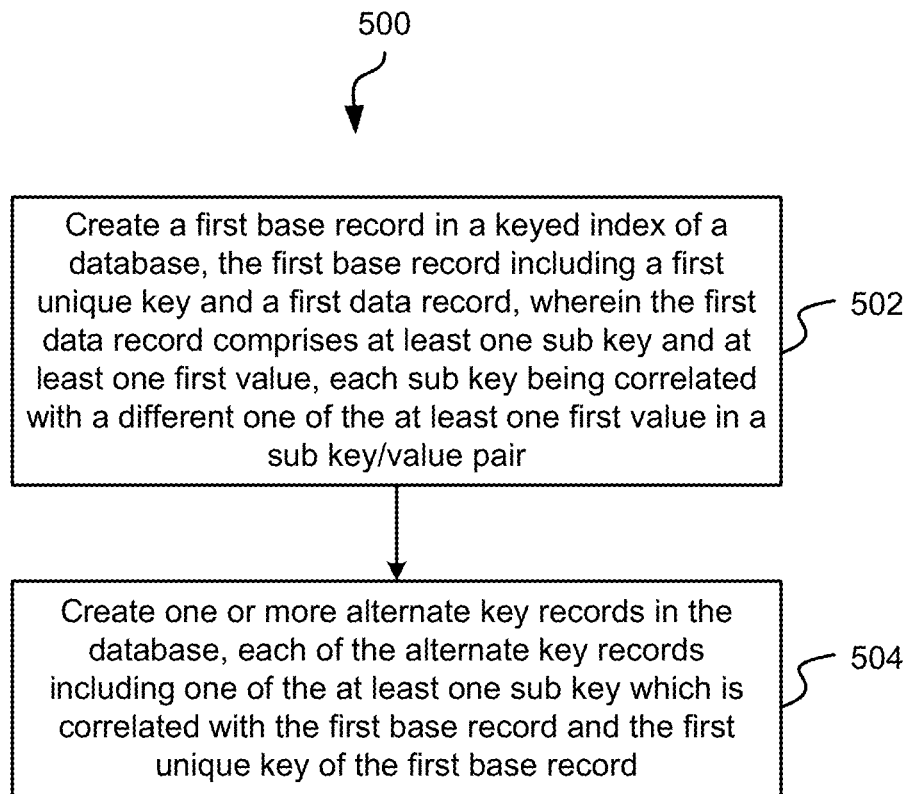 500
Create a first base record in a keyed index of a
database, the first base record including a first
unique key and a first data record, wherein the first
data record comprises at least one sub key and at
least one first value, each sub key being correlated
with a different one of the at least one first value in a
sub key/value pair
502
Create one or more alternate key records in the
database, each of the alternate key records
including one of the at least one sub key which is
correlated with the first base record and the first
unique key of the first base record
504